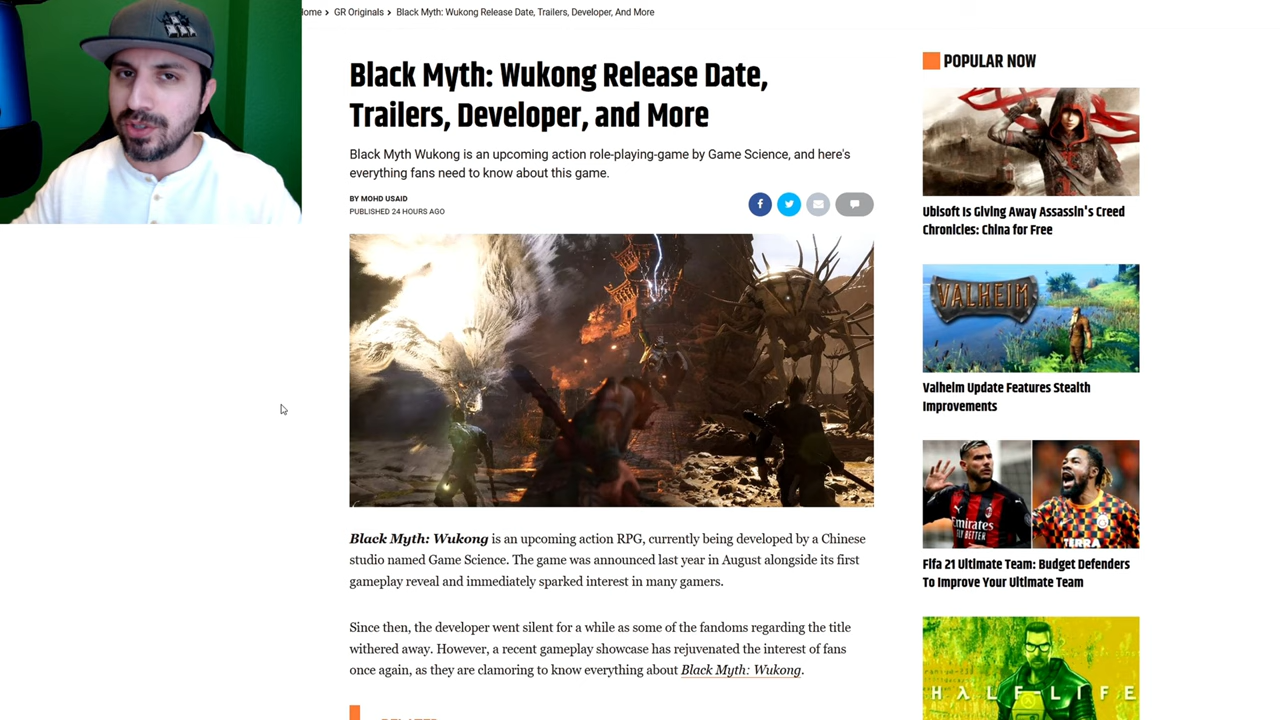 ome > GR Originals > Black Myth: Wukong Release Date, Trailers, Developer, And More
Black Myth: Wukong Release Date,
Trailers, Developer, and More
Black Myth Wukong is an upcoming action role-playing-game by Game Science, and here's
everything fans need to know about this game.
BY MOHD USAID
PUBLISHED 24 HOURS AGO
Black Myth: Wukong is an upcoming action RPG, currently being developed by a Chinese
studio named Game Science. The game was announced last year in August alongside its first
gameplay reveal and immediately sparked interest in many gamers.
Since then, the developer went silent for a while as some of the fandoms regarding the title
withered away. However, a recent gameplay showcase has rejuvenated the interest of fans
once again, as they are clamoring to know everything about Black Myth: Wukong.
POPULAR NOW
Ubisoft Is Giving Away Assassin's Creed
Chronicles: China for Free
VALHEIM
Valheim Update Features Stealth
Improvements
Emirates
FLY BETTER
TERRA
Fifa 21 Ultimate Team: Budget Defenders
To Improve Your Ultimate Team
HALF-LIFE